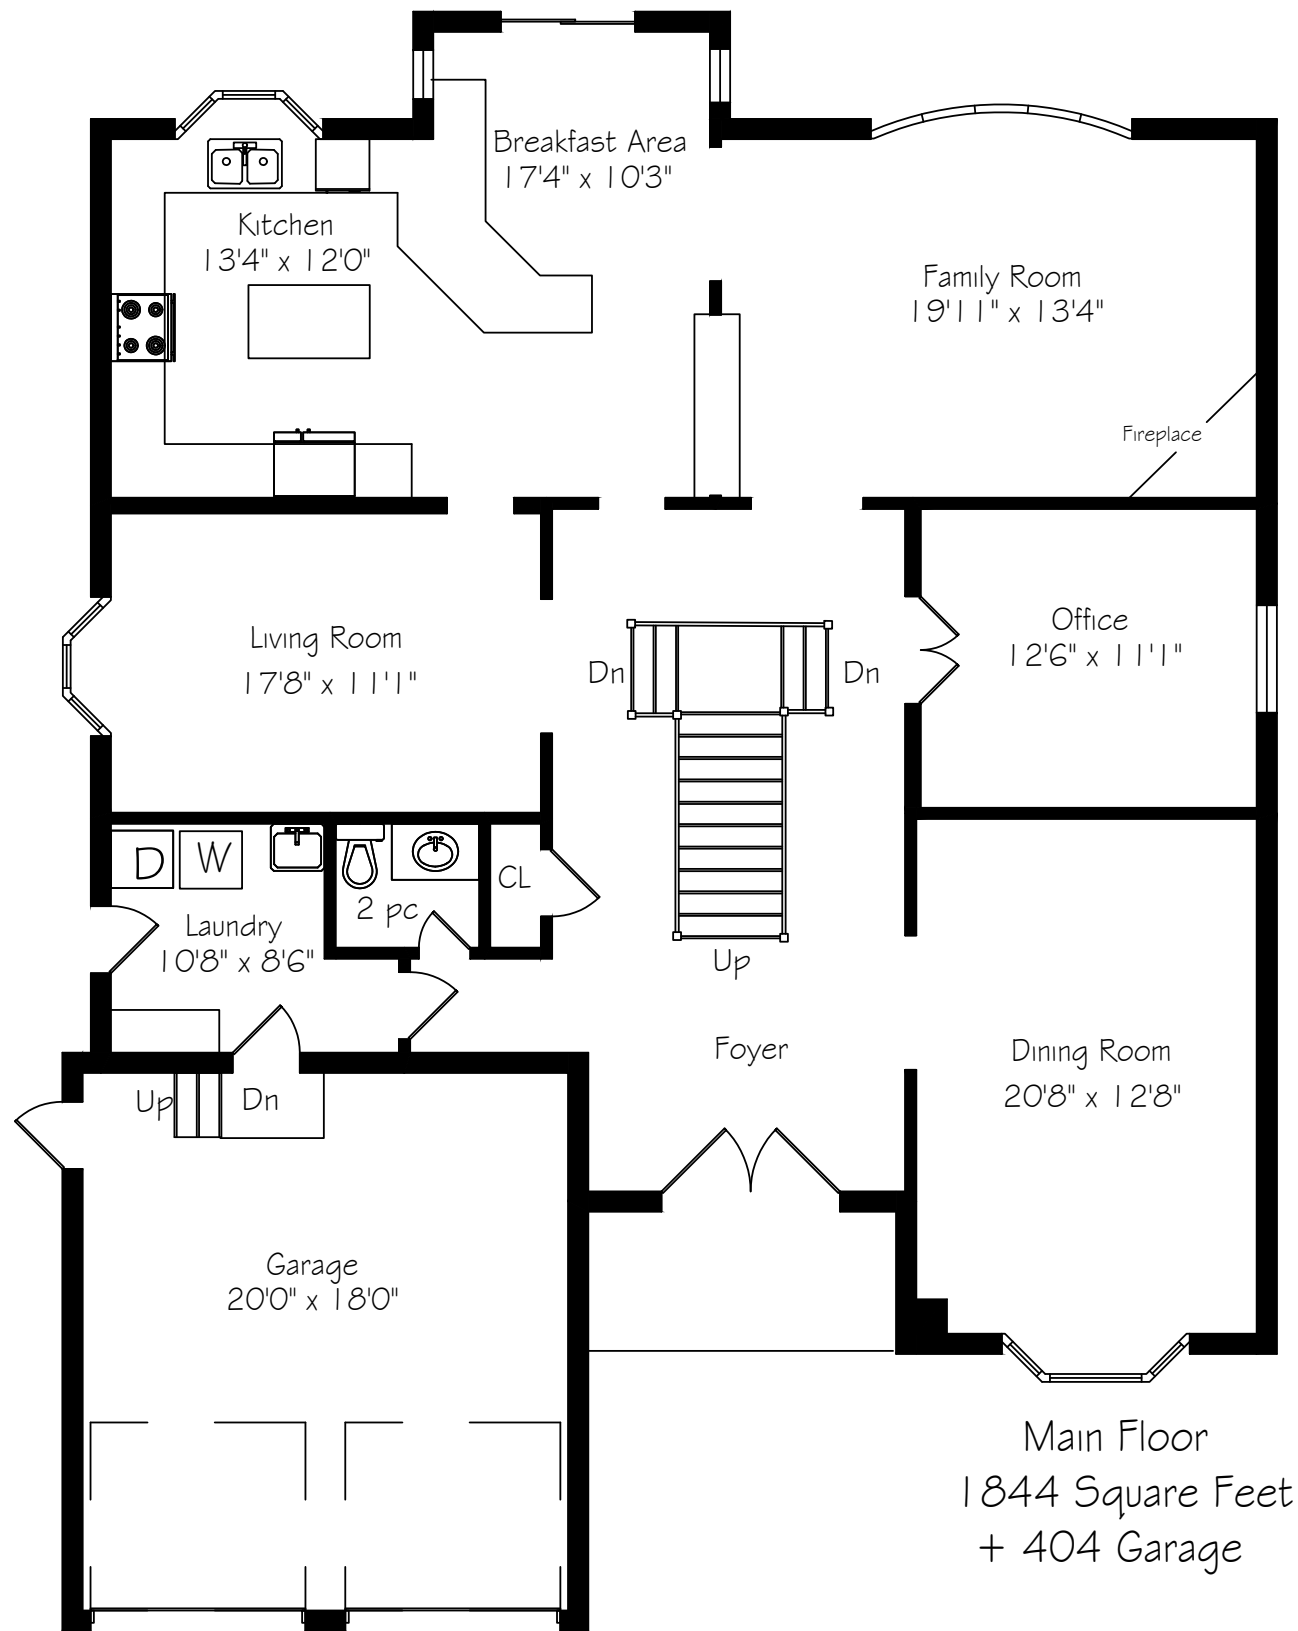 Breakfast Area
17'4" x 10'3"
Kitchen
13'4" x 12'0"
Family Room
19'11" x 13'4"
Fireplace
Living Room
17'8" x 11'1"
Dn
Dn
Office
12'6" x 11'1"
D
W
CL
2 pc
Laundry
10'8" x 8'6"
Up
Foyer
Dining Room
20'8" x 12'8"
Up
Dn
Garage
20'0" x 18'0"
Main Floor
1844 Square Feet
+ 404 Garage